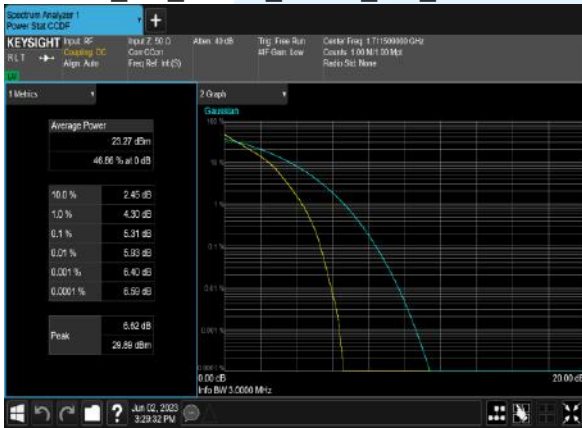 Spectrum Analyzer 1
Power Stat CCDF
+
KEYSIGHT
Input: RF
Input Z: 50 Ω
Atten: 40 dB
Trig: Free Run
Center Freq: 1.711500000 GHz
RLT
Coupling: DC
Corr CCorr
#IF Gain: Low
Counts: 1.00 M/1.00 Mpt
Align: Auto
Freq Ref: Int (S)
Radio Std: None
1 Metrics
2 Graph
Gaussian
Average Power
23.27 dBm
46.86 % at 0 dB
10.0 % 2.45 dB
1.0 % 4.30 dB
0.1 % 5.31 dB
0.01 % 5.93 dB
0.001 % 6.40 dB
0.0001 % 6.59 dB
Peak
6.62 dB
29.89 dBm
100 %
10 %
1 %
0.1 %
0.01 %
0.001 %
0.0001 %
0.00 dB
20.00 dB
Info BW 3.0000 MHz
?
Jun 02, 2023
3:29:32 PM